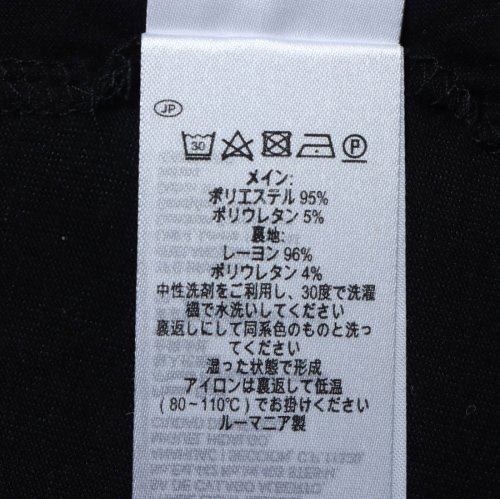 JP
30
P
メイン:
ポリエステル 95%
ポリウレタン 5%
裏地:
レーヨン 96%
ポリウレタン 4%
中性洗剤をご利用し、30度で洗濯
機で水洗いしてください
裏返しにして同系色のものと洗っ
てください
湿った状態で形成
アイロンは裏返して低温
(80~110℃)でお掛けください
ルーマニア製